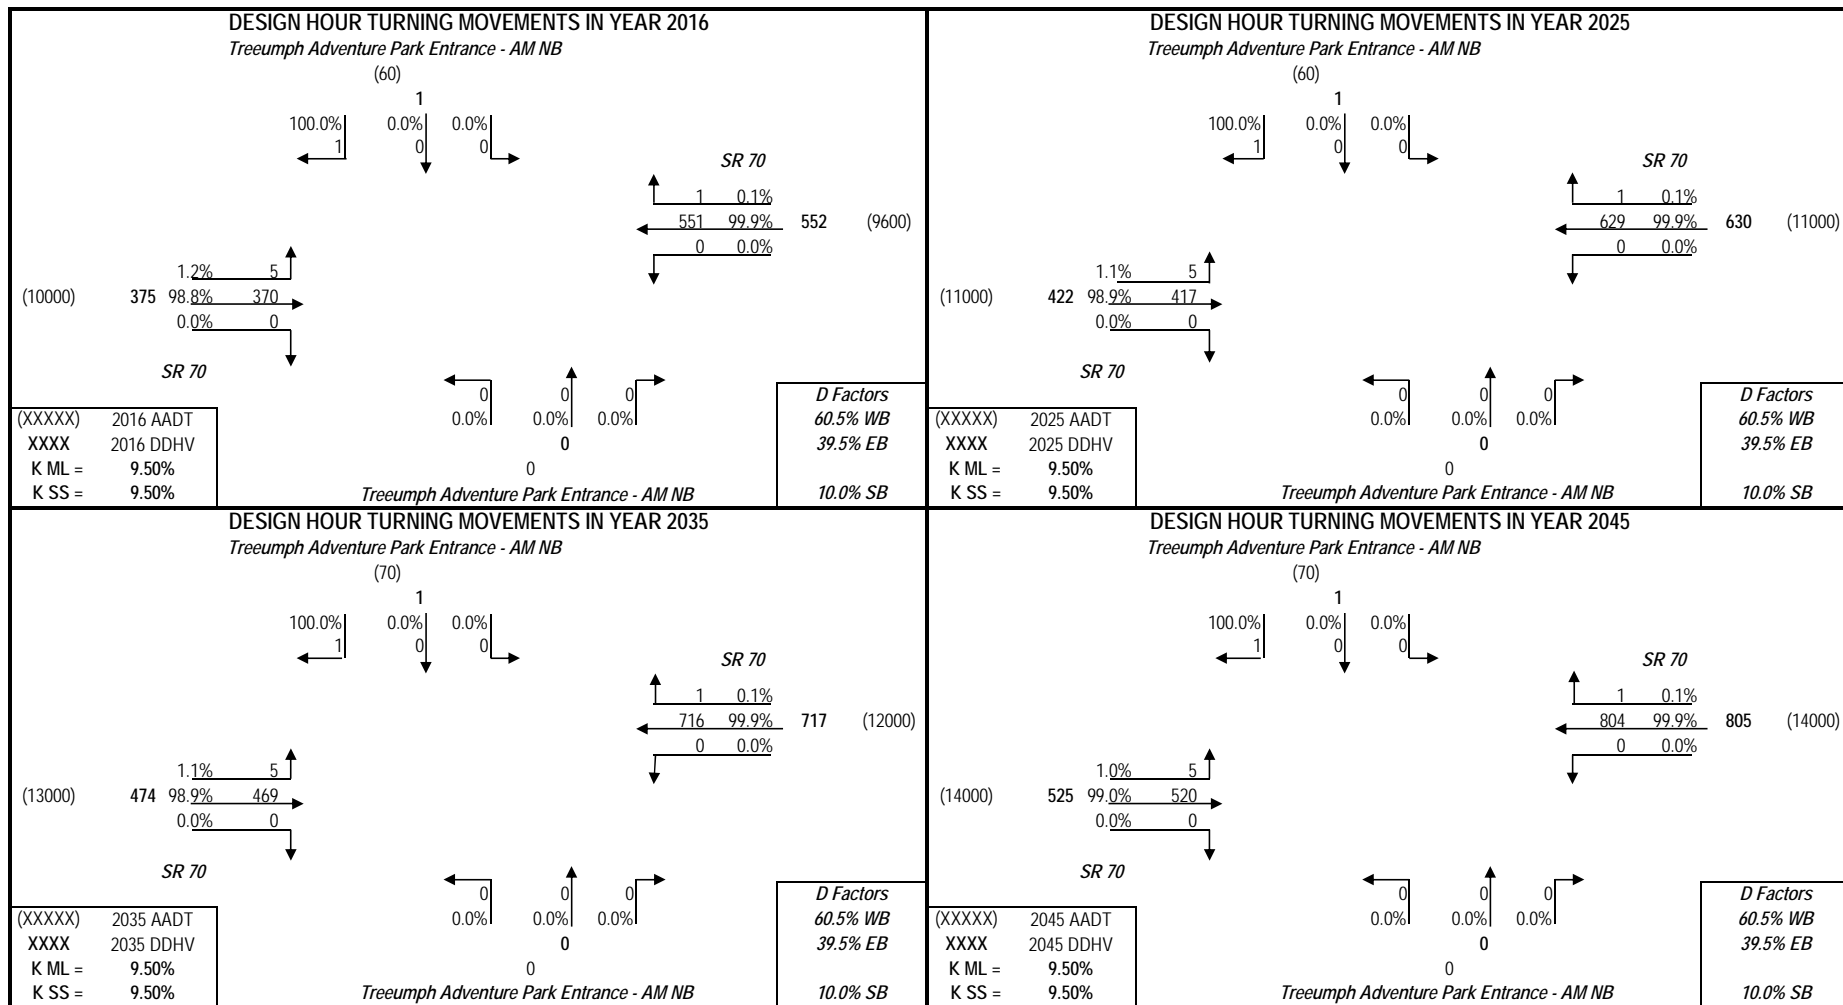 DESIGN HOUR TURNING MOVEMENTS IN YEAR 2016
Treeumph Adventure Park Entrance - AM NB
(60)
1
100.0% 0.0% 0.0%
1 0 0
SR 70
1 0.1%
551 99.9% 552 (9600)
0 0.0%
1.2% 5
(10000) 375 98.8% 370
0.0% 0
SR 70
0 0 0
0.0% 0.0% 0.0%
0
0
Treeumph Adventure Park Entrance - AM NB
(XXXXX) 2016 AADT
XXXX 2016 DDHV
K ML = 9.50%
K SS = 9.50%
D Factors
60.5% WB
39.5% EB
10.0% SB
DESIGN HOUR TURNING MOVEMENTS IN YEAR 2025
Treeumph Adventure Park Entrance - AM NB
(60)
1
100.0% 0.0% 0.0%
1 0 0
SR 70
1 0.1%
629 99.9% 630 (11000)
0 0.0%
1.1% 5
(11000) 422 98.9% 417
0.0% 0
SR 70
0 0 0
0.0% 0.0% 0.0%
0
0
Treeumph Adventure Park Entrance - AM NB
(XXXXX) 2025 AADT
XXXX 2025 DDHV
K ML = 9.50%
K SS = 9.50%
D Factors
60.5% WB
39.5% EB
10.0% SB
DESIGN HOUR TURNING MOVEMENTS IN YEAR 2035
Treeumph Adventure Park Entrance - AM NB
(70)
1
100.0% 0.0% 0.0%
1 0 0
SR 70
1 0.1%
716 99.9% 717 (12000)
0 0.0%
1.1% 5
(13000) 474 98.9% 469
0.0% 0
SR 70
0 0 0
0.0% 0.0% 0.0%
0
0
Treeumph Adventure Park Entrance - AM NB
(XXXXX) 2035 AADT
XXXX 2035 DDHV
K ML = 9.50%
K SS = 9.50%
D Factors
60.5% WB
39.5% EB
10.0% SB
DESIGN HOUR TURNING MOVEMENTS IN YEAR 2045
Treeumph Adventure Park Entrance - AM NB
(70)
1
100.0% 0.0% 0.0%
1 0 0
SR 70
1 0.1%
804 99.9% 805 (14000)
0 0.0%
1.0% 5
(14000) 525 99.0% 520
0.0% 0
SR 70
0 0 0
0.0% 0.0% 0.0%
0
0
Treeumph Adventure Park Entrance - AM NB
(XXXXX) 2045 AADT
XXXX 2045 DDHV
K ML = 9.50%
K SS = 9.50%
D Factors
60.5% WB
39.5% EB
10.0% SB